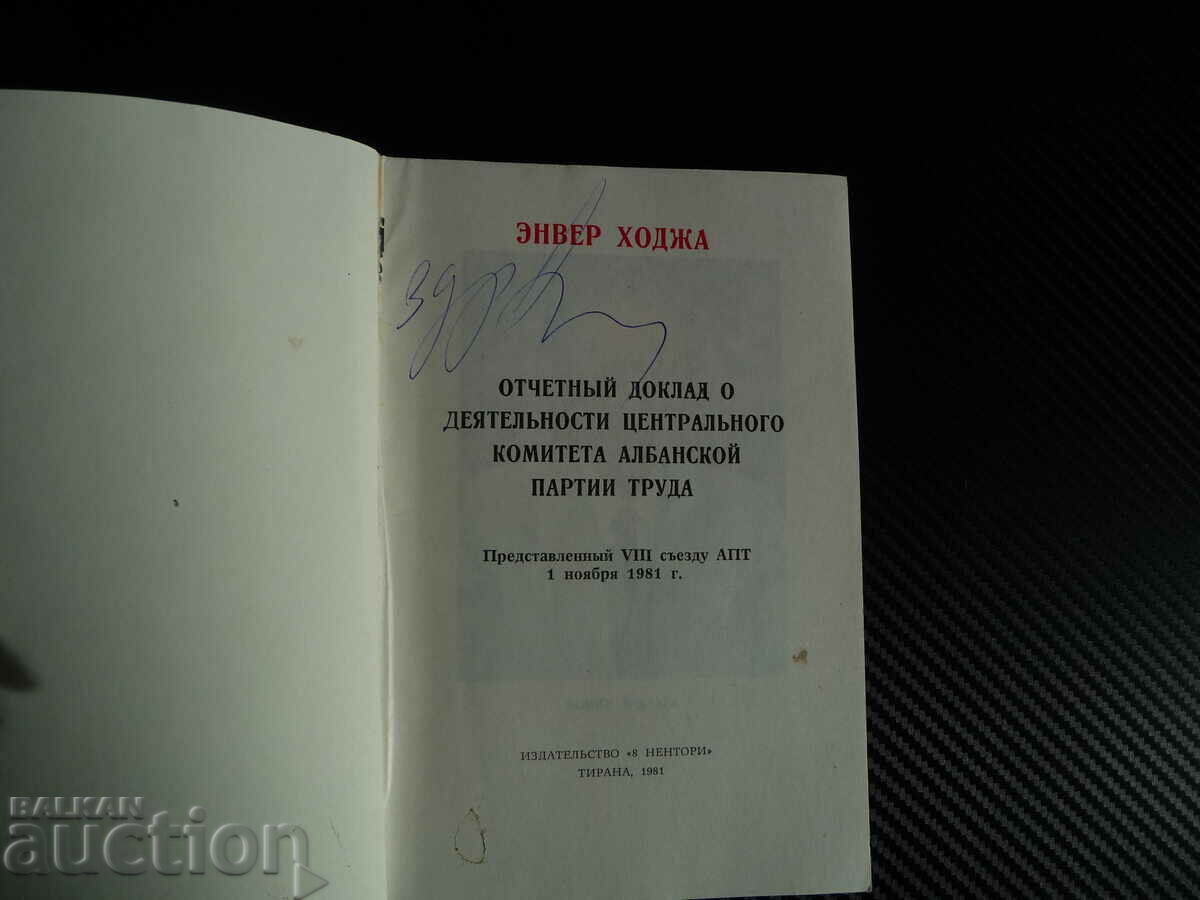 ЭНВЕР ХОДЖА
ОТЧЕТНЫЙ ДОКЛАД О
ДЕЯТЕЛЬНОСТИ ЦЕНТРАЛЬНОГО
КОМИТЕТА АЛБАНСКОЙ
ПАРТИИ ТРУДА
Представленный VIII съезду АПТ
1 ноября 1981 г.
ИЗДАТЕЛЬСТВО «8 НЕНТОРИ»
ТИРАНА, 1981
BALKAN
auction